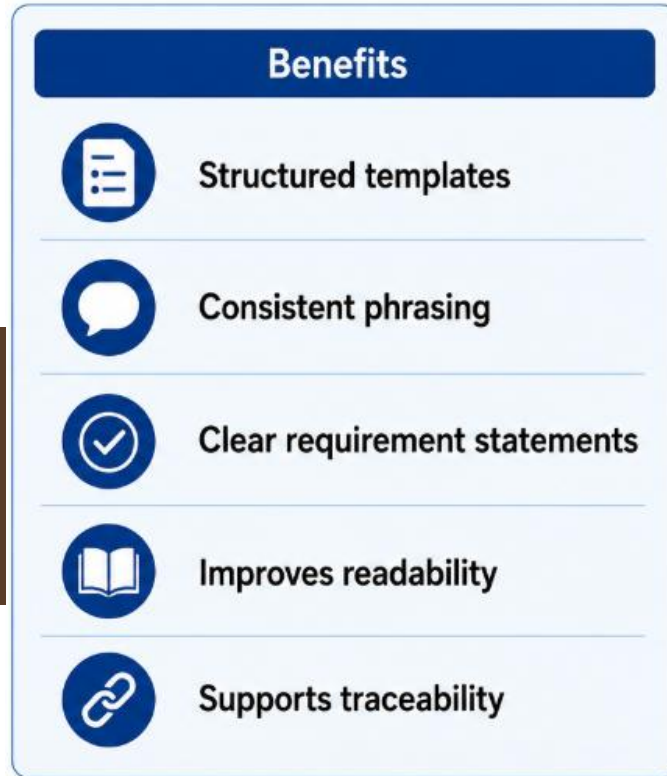 Benefits
Structured templates
Consistent phrasing
Clear requirement statements
Improves readability
Supports traceability